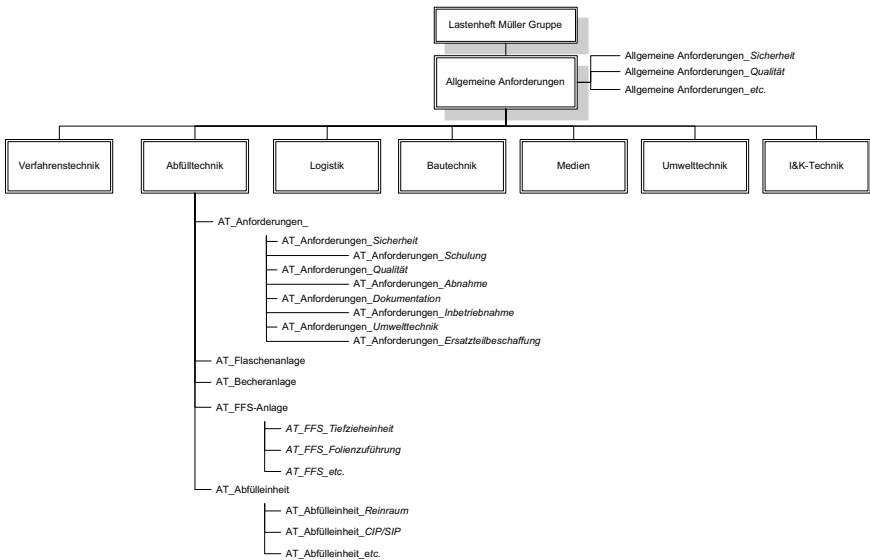 Lastenheft Müller Gruppe
Allgemeine Anforderungen
Allgemeine Anforderungen_Sicherheit
Allgemeine Anforderungen_Qualität
Allgemeine Anforderungen_etc.
Verfahrenstechnik
Abfülltechnik
Logistik
Bautechnik
Medien
Umwelttechnik
I&K-Technik
AT_Anforderungen_
AT_Anforderungen_Sicherheit
AT_Anforderungen_Schulung
AT_Anforderungen_Qualität
AT_Anforderungen_Abnahme
AT_Anforderungen_Dokumentation
AT_Anforderungen_Inbetriebnahme
AT_Anforderungen_Umwelttechnik
AT_Anforderungen_Ersatzteilbeschaffung
AT_Flaschenanlage
AT_Becheranlage
AT_FFS-Anlage
AT_FFS_Tiefzieheinheit
AT_FFS_Folienzuführung
AT_FFS_etc.
AT_Abfülleinheit
AT_Abfülleinheit_Reinraum
AT_Abfülleinheit_CIP/SIP
AT_Abfülleinheit_etc.